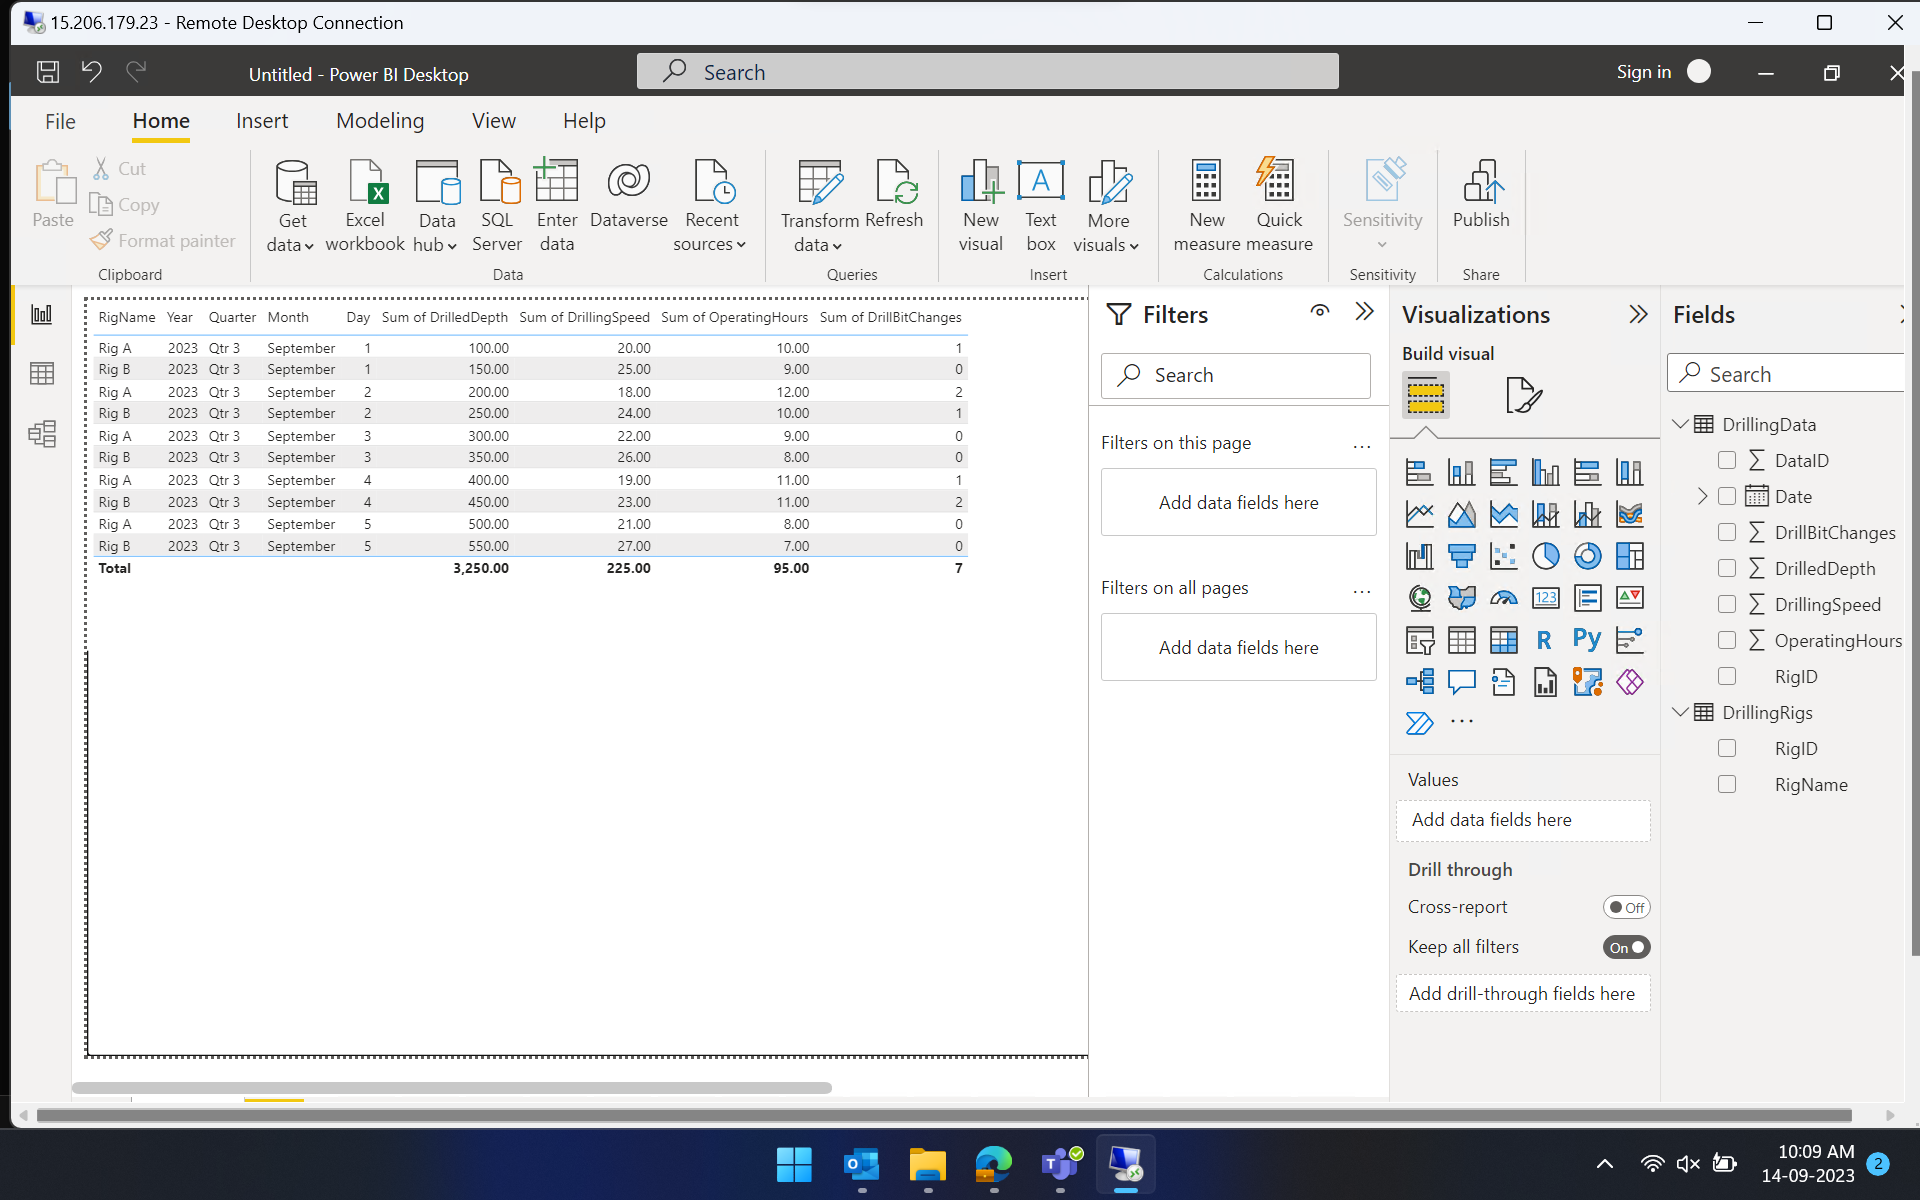 15.206.179.23 - Remote Desktop Connection
Untitled - Power BI Desktop
Search
Sign in
File Home Insert Modeling View Help
Paste
Cut
Copy
Format painter
Clipboard
Get data
Excel workbook
Data hub
SQL Server
Enter data
Dataverse
Recent sources
Data
Transform data
Refresh
Queries
New visual
Text box
More visuals
Insert
New measure
Quick measure
Calculations
Sensitivity
Sensitivity
Publish
Share
RigName Year Quarter Month Day Sum of DrilledDepth Sum of DrillingSpeed Sum of OperatingHours Sum of DrillBitChanges
Rig A 2023 Qtr 3 September 1 100.00 20.00 10.00 1
Rig B 2023 Qtr 3 September 1 150.00 25.00 9.00 0
Rig A 2023 Qtr 3 September 2 200.00 18.00 12.00 2
Rig B 2023 Qtr 3 September 2 250.00 24.00 10.00 1
Rig A 2023 Qtr 3 September 3 300.00 22.00 9.00 0
Rig B 2023 Qtr 3 September 3 350.00 26.00 8.00 0
Rig A 2023 Qtr 3 September 4 400.00 19.00 11.00 1
Rig B 2023 Qtr 3 September 4 450.00 23.00 11.00 2
Rig A 2023 Qtr 3 September 5 500.00 21.00 8.00 0
Rig B 2023 Qtr 3 September 5 550.00 27.00 7.00 0
Total 3,250.00 225.00 95.00 7
Filters
Search
Filters on this page ...
Add data fields here
Filters on all pages ...
Add data fields here
Visualizations
Build visual
123
R Py
...
Values
Add data fields here
Drill through
Cross-report Off
Keep all filters On
Add drill-through fields here
Fields
Search
DrillingData
DataID
Date
DrillBitChanges
DrilledDepth
DrillingSpeed
OperatingHours
RigID
DrillingRigs
RigID
RigName
10:09 AM
14-09-2023
2